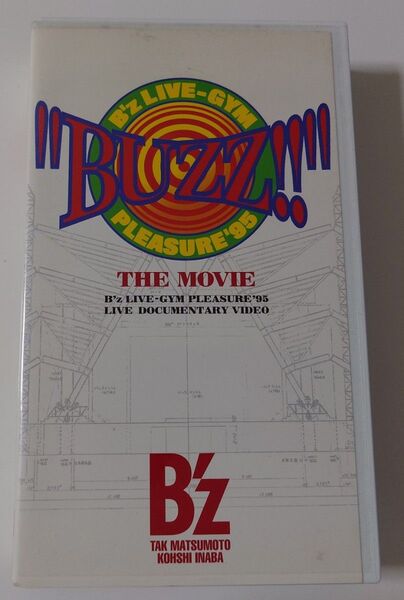 B'z LIVE-GYM
"BUZZ!!"
PLEASURE'95
THE MOVIE
B'z LIVE-GYM PLEASURE'95
LIVE DOCUMENTARY VIDEO
B'z
TAK MATSUMOTO
KOHSHI INABA